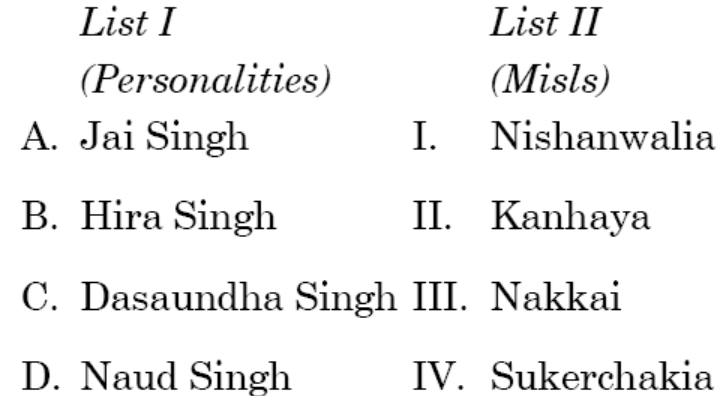 List I List II
(Personalities) (Misls)
A. Jai Singh I. Nishanwalia
B. Hira Singh II. Kanhaya
C. Dasaundha Singh III. Nakkai
D. Naud Singh IV. Sukerchakia